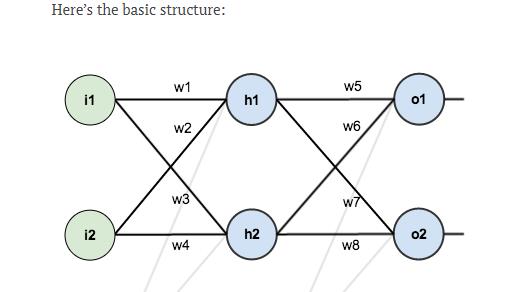 Here's the basic structure:
w1
w5
i1
h1
o1
w2
w6
w3
w7
i2
h2
o2
w4
w8